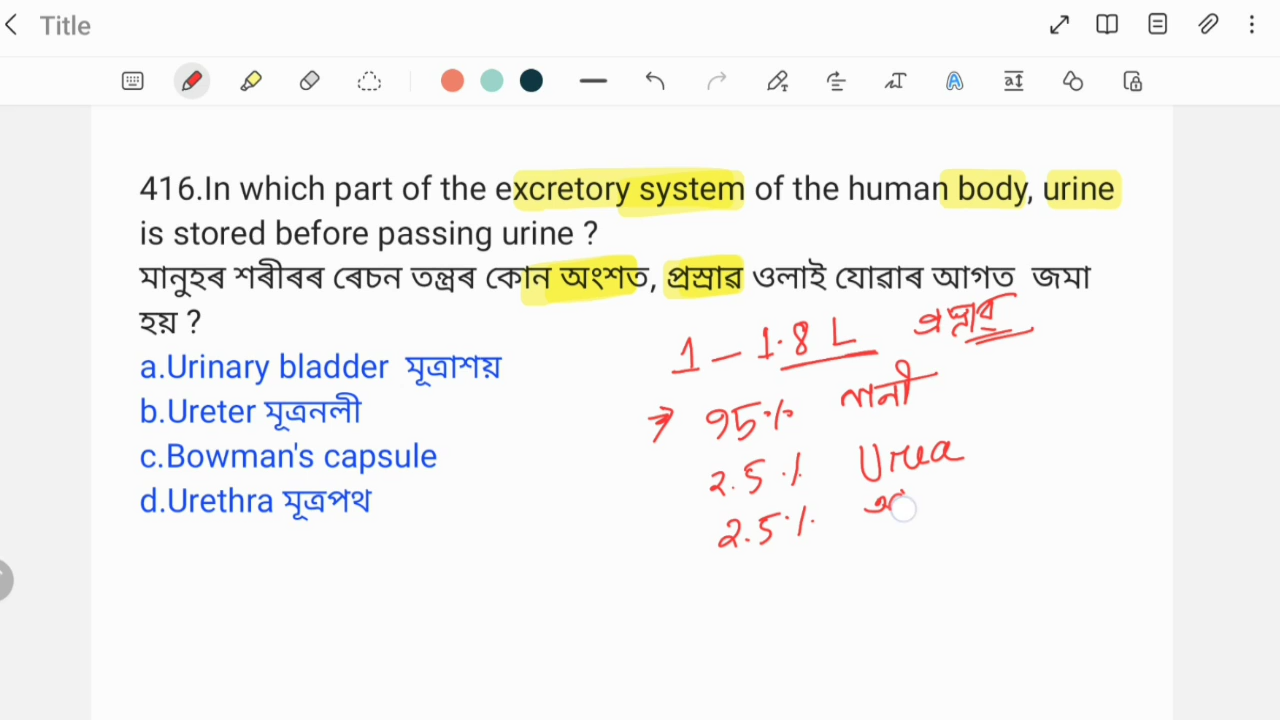 Title
416.In which part of the excretory system of the human body, urine
is stored before passing urine ?
মানুহৰ শৰীৰৰ ৰেচন তন্ত্ৰৰ কোন অংশত, প্ৰস্ৰাৱ ওলাই যোৱাৰ আগত জমা
হয় ?
a.Urinary bladder মূত্ৰাশয়
b.Ureter মূত্ৰনলী
c.Bowman's capsule
d.Urethra মূত্ৰপথ
1 – 1.8 L প্ৰস্ৰাৱ
→ 95% পানী
2.5% Urea
2.5%